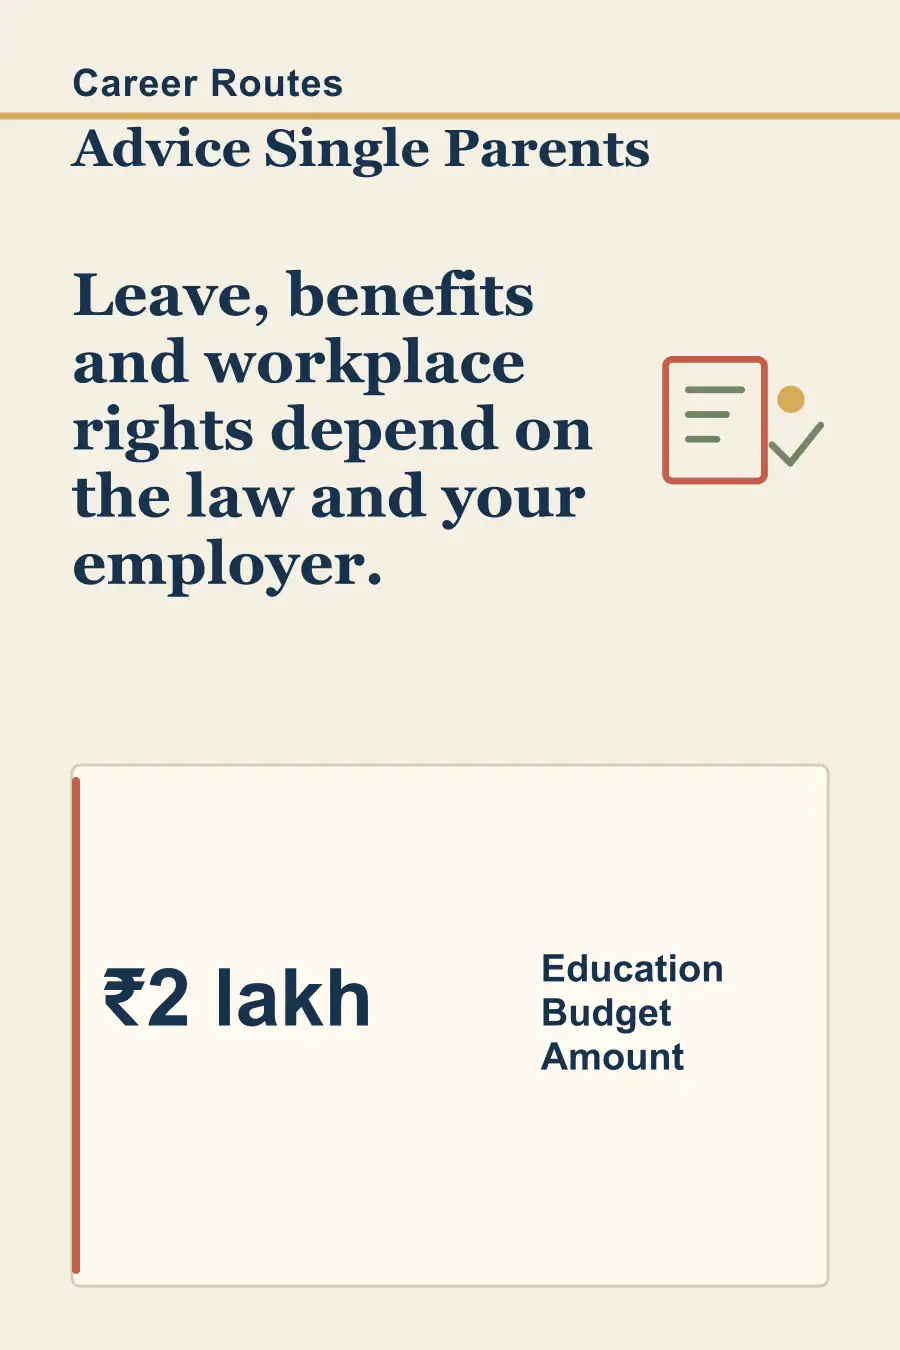 Career Routes
Advice Single Parents
Leave, benefits
and workplace
rights depend on
the law and your
employer.
₹2 lakh
Education
Budget
Amount